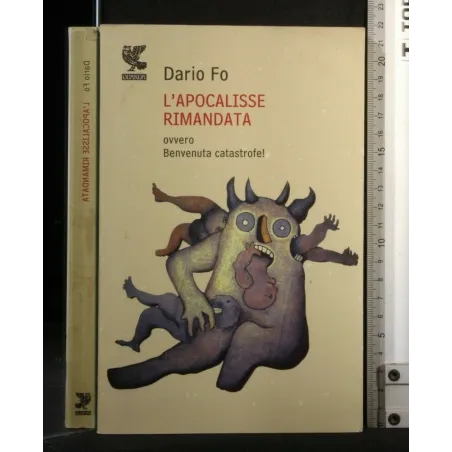 Dario Fo
L'APOCALISSE
RIMANDATA
ovvero
Benvenuta catastrofe!
Dario Fo L'APOCALISSE RIMANDATA